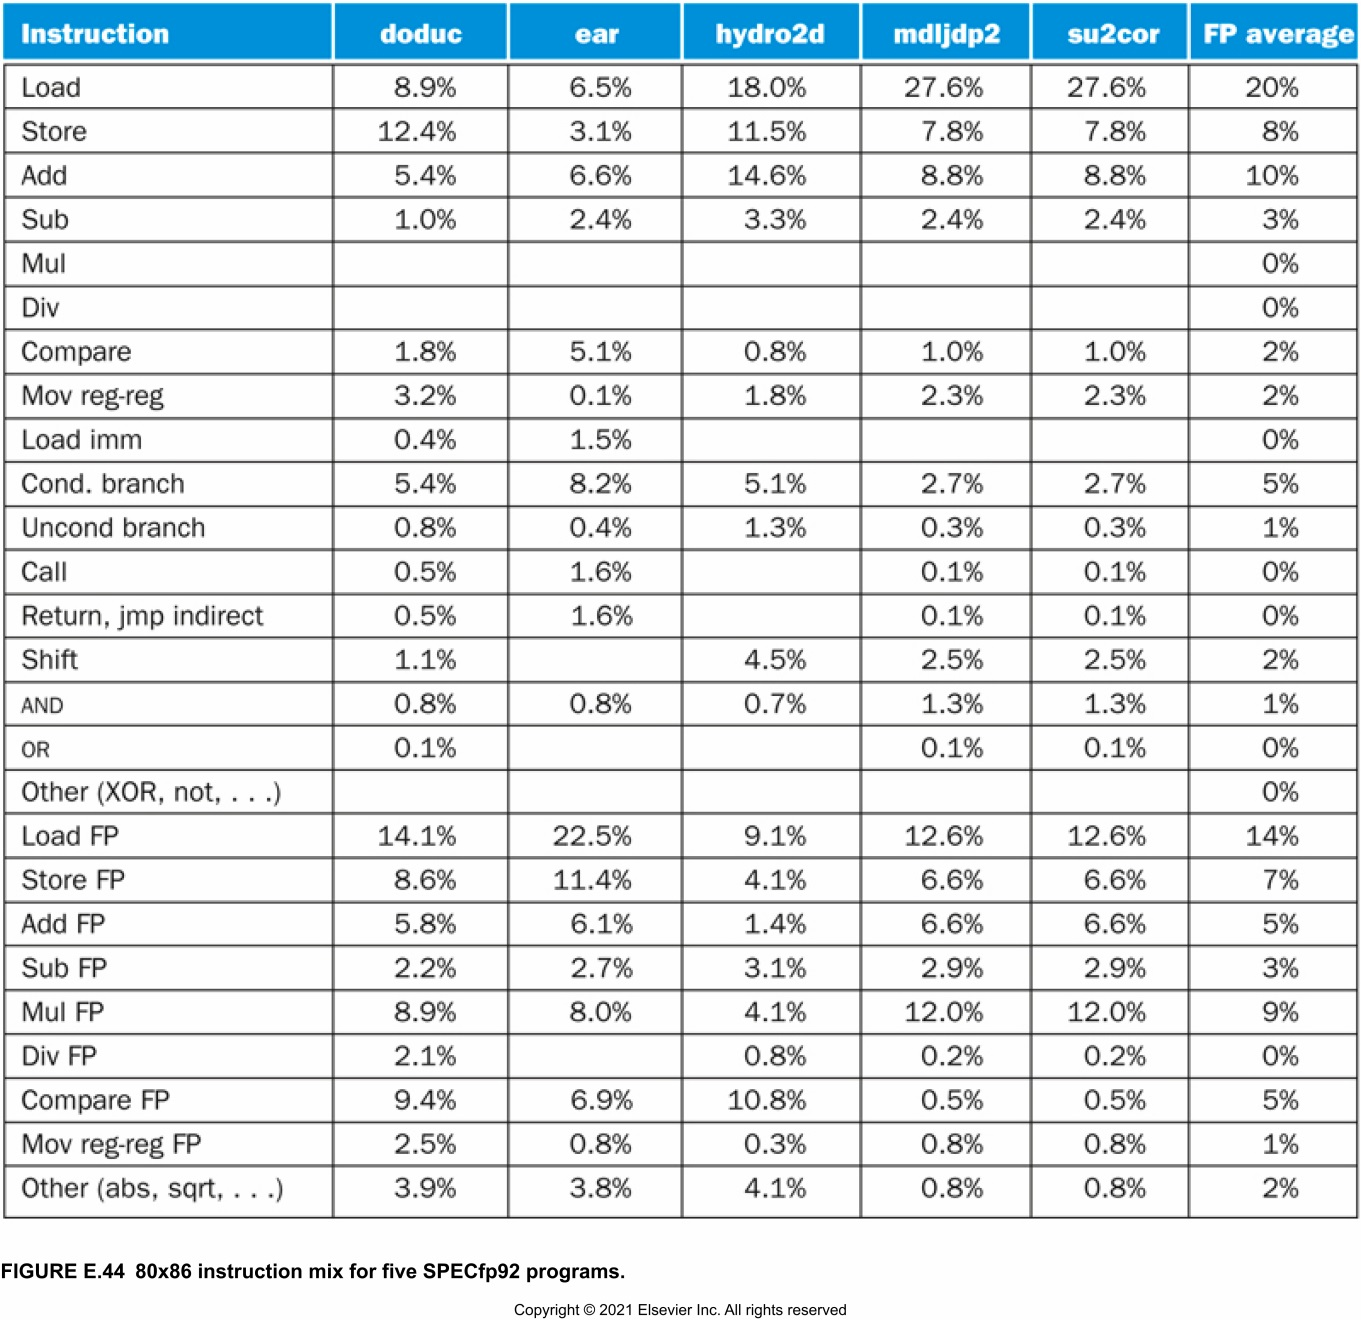 Instruction doduc ear hydro2d mdljdp2 su2cor FP average
Load 8.9% 6.5% 18.0% 27.6% 27.6% 20%
Store 12.4% 3.1% 11.5% 7.8% 7.8% 8%
Add 5.4% 6.6% 14.6% 8.8% 8.8% 10%
Sub 1.0% 2.4% 3.3% 2.4% 2.4% 3%
Mul 0%
Div 0%
Compare 1.8% 5.1% 0.8% 1.0% 1.0% 2%
Mov reg-reg 3.2% 0.1% 1.8% 2.3% 2.3% 2%
Load imm 0.4% 1.5% 0%
Cond. branch 5.4% 8.2% 5.1% 2.7% 2.7% 5%
Uncond branch 0.8% 0.4% 1.3% 0.3% 0.3% 1%
Call 0.5% 1.6% 0.1% 0.1% 0%
Return, jmp indirect 0.5% 1.6% 0.1% 0.1% 0%
Shift 1.1% 4.5% 2.5% 2.5% 2%
AND 0.8% 0.8% 0.7% 1.3% 1.3% 1%
OR 0.1% 0.1% 0.1% 0%
Other (XOR, not, . . .) 0%
Load FP 14.1% 22.5% 9.1% 12.6% 12.6% 14%
Store FP 8.6% 11.4% 4.1% 6.6% 6.6% 7%
Add FP 5.8% 6.1% 1.4% 6.6% 6.6% 5%
Sub FP 2.2% 2.7% 3.1% 2.9% 2.9% 3%
Mul FP 8.9% 8.0% 4.1% 12.0% 12.0% 9%
Div FP 2.1% 0.8% 0.2% 0.2% 0%
Compare FP 9.4% 6.9% 10.8% 0.5% 0.5% 5%
Mov reg-reg FP 2.5% 0.8% 0.3% 0.8% 0.8% 1%
Other (abs, sqrt, . . .) 3.9% 3.8% 4.1% 0.8% 0.8% 2%
FIGURE E.44 80x86 instruction mix for five SPECfp92 programs.
Copyright © 2021 Elsevier Inc. All rights reserved